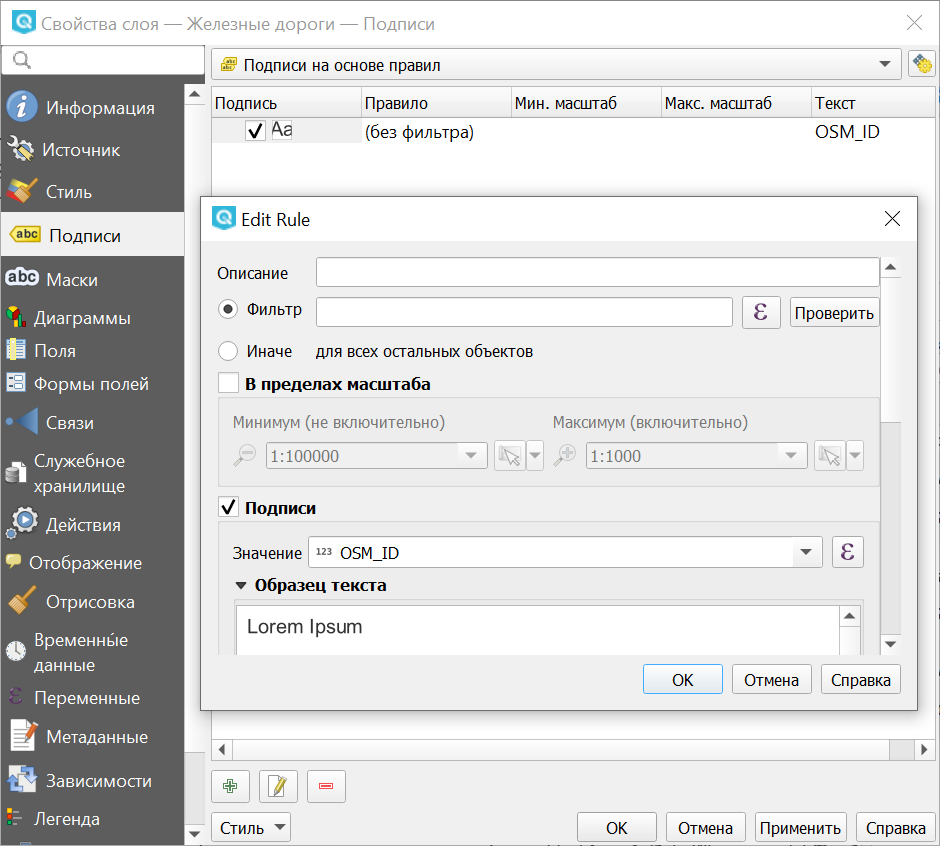 Свойства слоя — Железные дороги — Подписи
Информация
Источник
Стиль
abc Подписи
abc Маски
Диаграммы
Поля
Формы полей
Связи
Служебное
хранилище
Действия
Отображение
Отрисовка
Временны́е
данные
ε Переменные
Метаданные
Зависимости
Легенда
Подписи на основе правил
Подпись Правило Мин. масштаб Макс. масштаб Текст
Aa (без фильтра) OSM_ID
Edit Rule
Описание
Фильтр ε Проверить
Иначе для всех остальных объектов
В пределах масштаба
Минимум (не включительно) Максимум (включительно)
1:100000 1:1000
Подписи
Значение 123 OSM_ID ε
Образец текста
Lorem Ipsum
OK Отмена Справка
Стиль OK Отмена Применить Справка